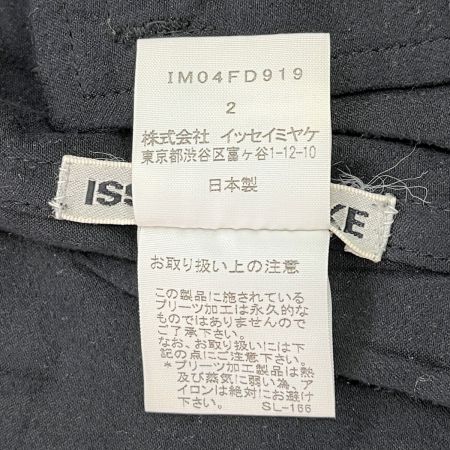 IM04FD919
2
株式会社 イッセイミヤケ
東京都渋谷区富ヶ谷1-12-10
日本製
ISS KE
お取り扱い上の注意
この製品に施されている
プリーツ加工は永久的な
ものではありませんので
ご了承下さい。
なお、お取り扱いには下
記の点にご注意下さい。
*プリーツ加工製品は熱
及び蒸気に弱い為、ア
イロンは絶対にお避け
下さい。 SL-166